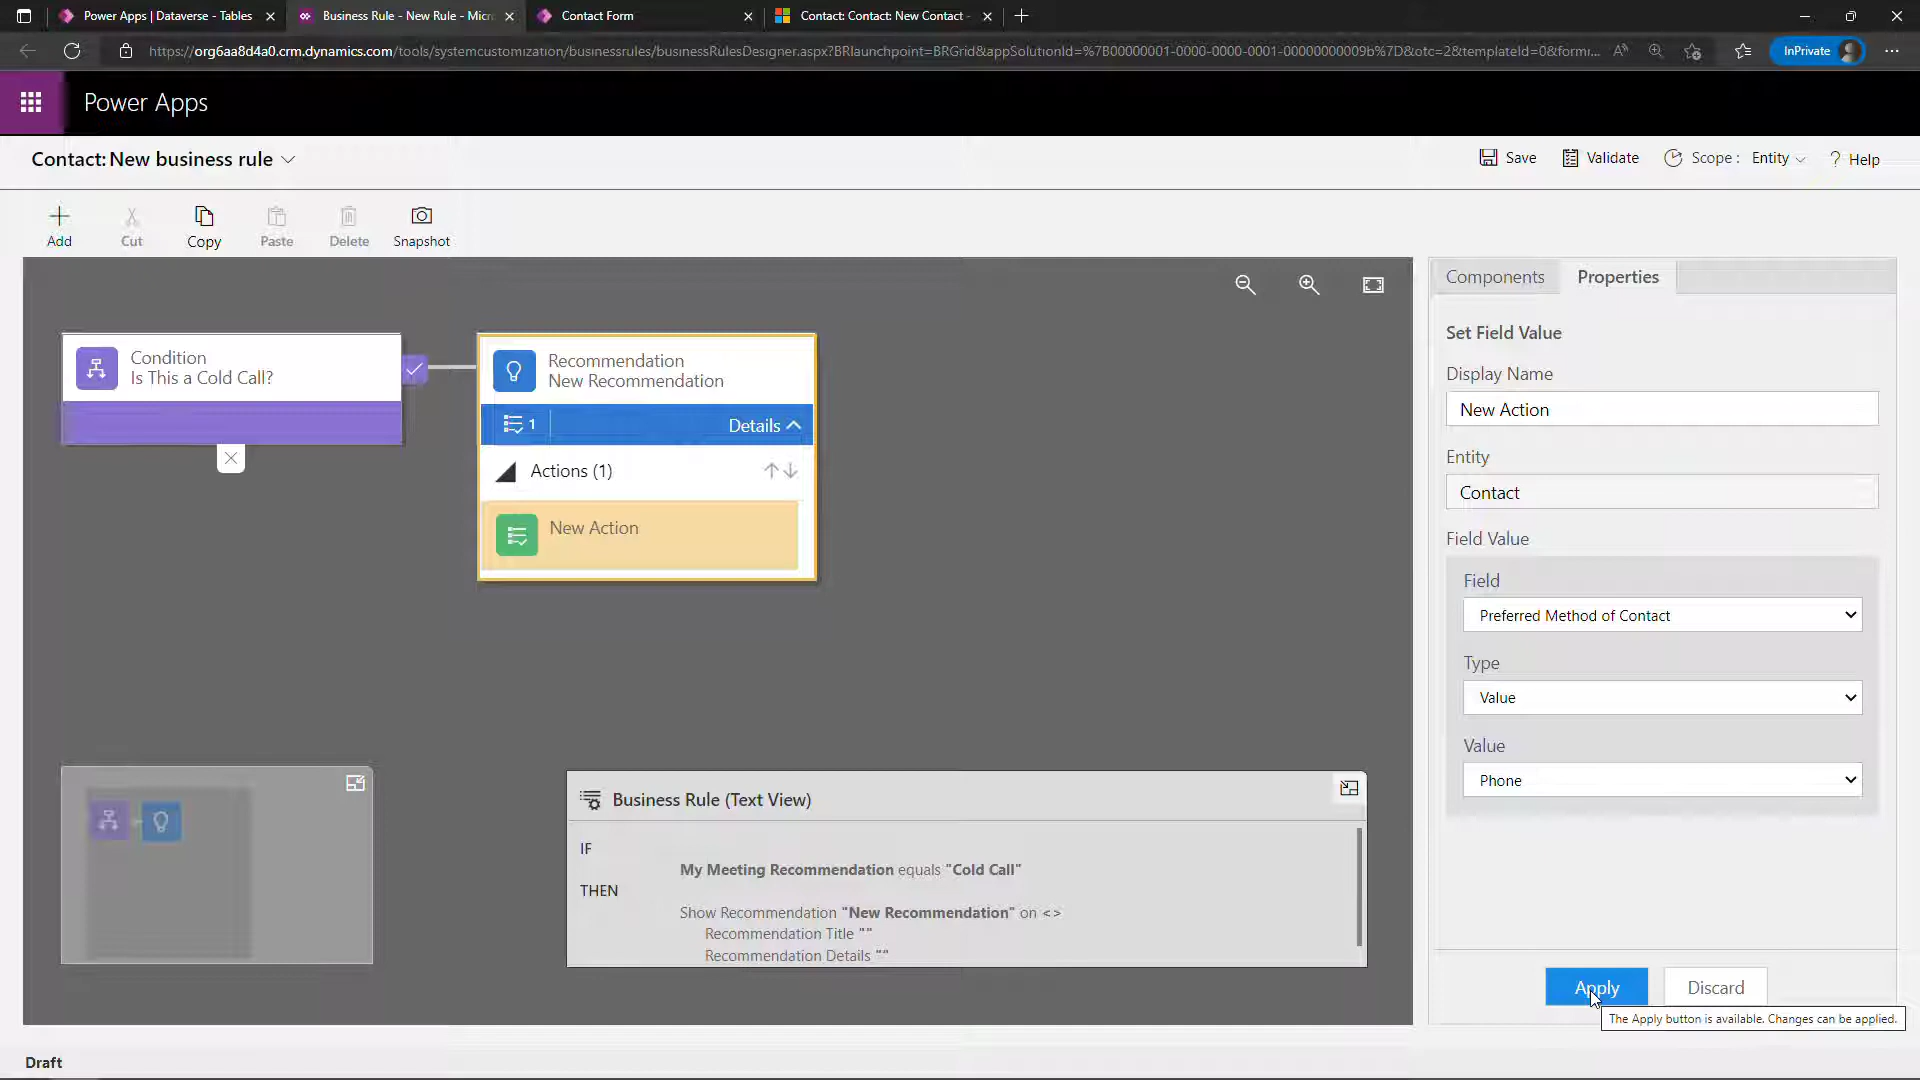 Power Apps | Dataverse - Tables
Business Rule - New Rule - Micr
Contact Form
Contact: Contact: New Contact -
https://org6aa8d4a0.crm.dynamics.com/tools/systemcustomization/businessrules/businessRulesDesigner.aspx?BRlaunchpoint=BRGrid&appSolutionId=%7B00000001-0000-0000-0001-00000000009b%7D&otc=2&templateId=0&formi...
InPrivate
Power Apps
Contact: New business rule
Save
Validate
Scope :
Entity
? Help
Add
Cut
Copy
Paste
Delete
Snapshot
Components
Properties
Condition
Is This a Cold Call?
Recommendation
New Recommendation
1
Details
Actions (1)
New Action
Set Field Value
Display Name
New Action
Entity
Contact
Field Value
Field
Preferred Method of Contact
Type
Value
Value
Phone
Business Rule (Text View)
IF
My Meeting Recommendation equals "Cold Call"
THEN
Show Recommendation "New Recommendation" on <>
Recommendation Title ""
Recommendation Details ""
Apply
Discard
The Apply button is available. Changes can be applied.
Draft